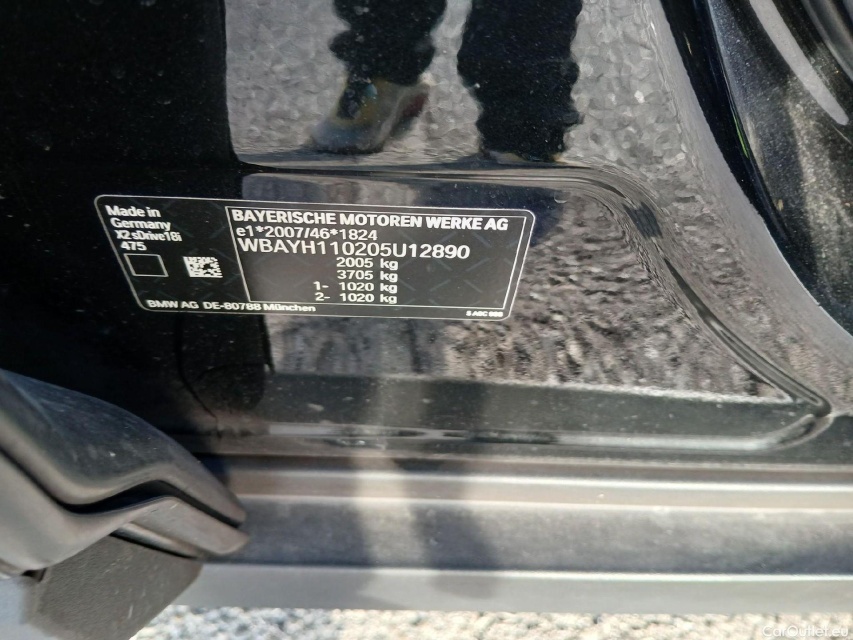 Made in
Germany
X2 sDrive18i
475
BAYERISCHE MOTOREN WERKE AG
e1*2007/46*1824
WBAYH110205U12890
2005 kg
3705 kg
1- 1020 kg
2- 1020 kg
BMW AG DE-80788 München
CarOutlet.eu